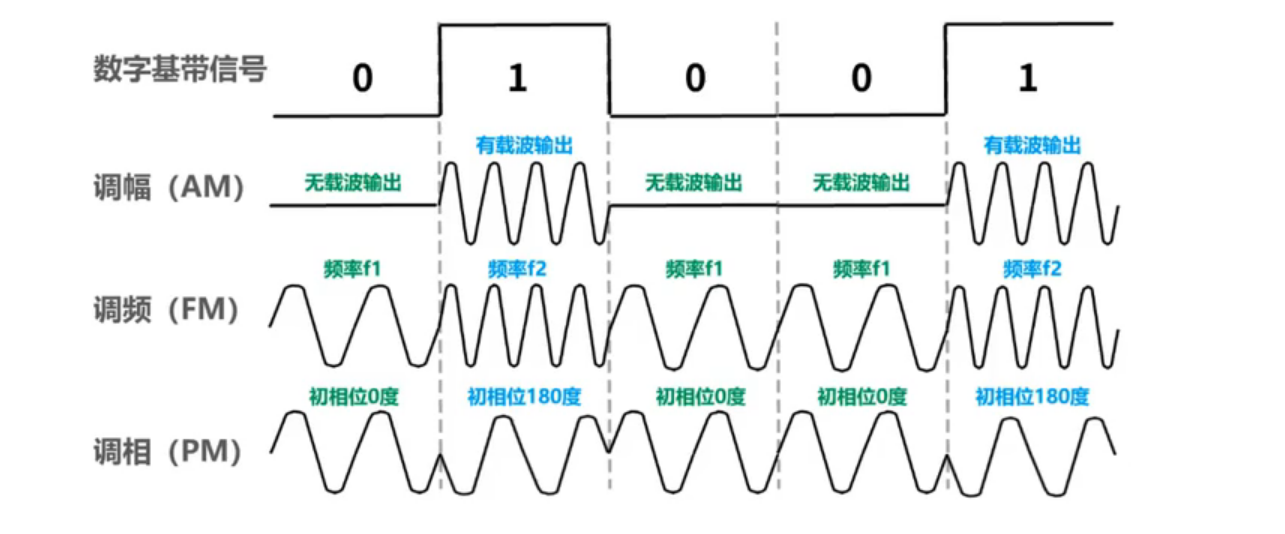 数字基带信号
0 1 0 0 1
有载波输出 有载波输出
调幅（AM） 无载波输出 无载波输出 无载波输出
频率f1 频率f2 频率f1 频率f1 频率f2
调频（FM）
初相位0度 初相位180度 初相位0度 初相位0度 初相位180度
调相（PM）